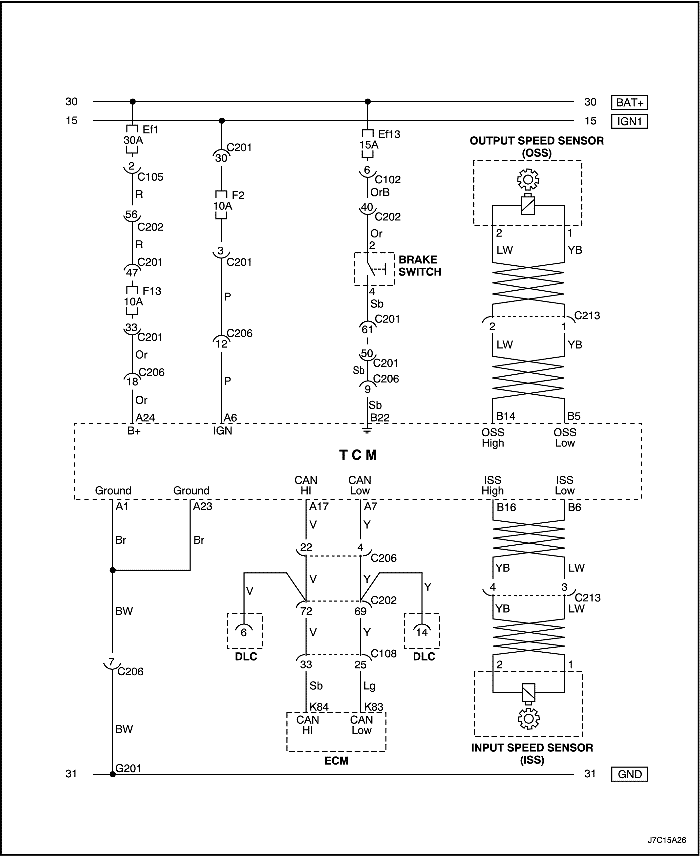 30 30 BAT+
15 15 IGN1
Ef1
30A
2 C105
R
56 C202
R
C201
47
F13
10A
33 C201
Or
C206
18
Or
A24
B+
C201
30
F2
10A
3
C201
P
C206
12
P
A6
IGN
Ef13
15A
6 C102
OrB
40
C202
Or
2
BRAKE
SWITCH
4
Sb
C201
61
50
C201
Sb C206
9
Sb
B22
OUTPUT SPEED SENSOR
(OSS)
2 1
LW YB
C213
2 1
LW YB
B14 B5
OSS
High
OSS
Low
TCM
Ground Ground
CAN
HI
CAN
Low
ISS
High
ISS
Low
A1 A23 A17 A7 B16 B6
Br Br
BW
7
C206
BW
G201
V Y
22 4
C206
V V Y Y
C202
72 69
6 14
DLC DLC
V Y
C108
33 25
Sb Lg
K84 K83
CAN
HI
CAN
Low
ECM
YB LW
4 3
C213
YB LW
2 1
INPUT SPEED SENSOR
(ISS)
31 31 GND
J7C15A26